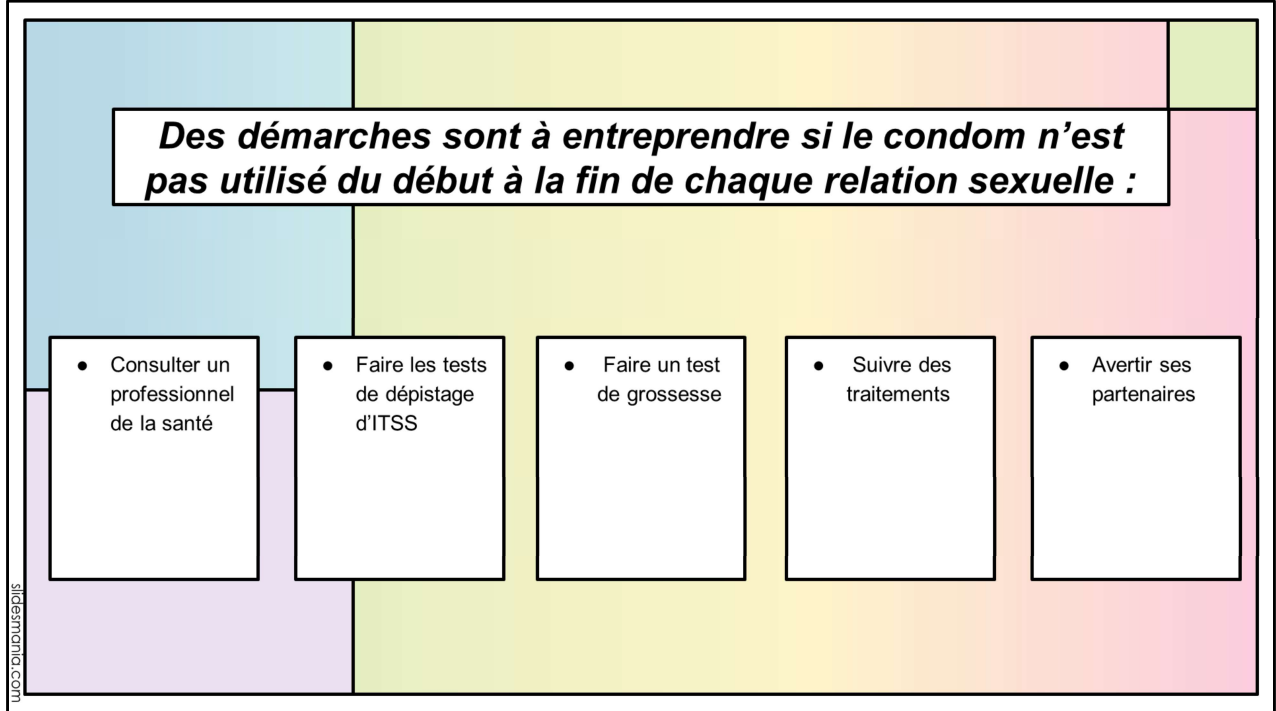 Des démarches sont à entreprendre si le condom n’est
pas utilisé du début à la fin de chaque relation sexuelle :
● Consulter un
professionnel
de la santé
● Faire les tests
de dépistage
d’ITSS
● Faire un test
de grossesse
● Suivre des
traitements
● Avertir ses
partenaires
slidesmania.com